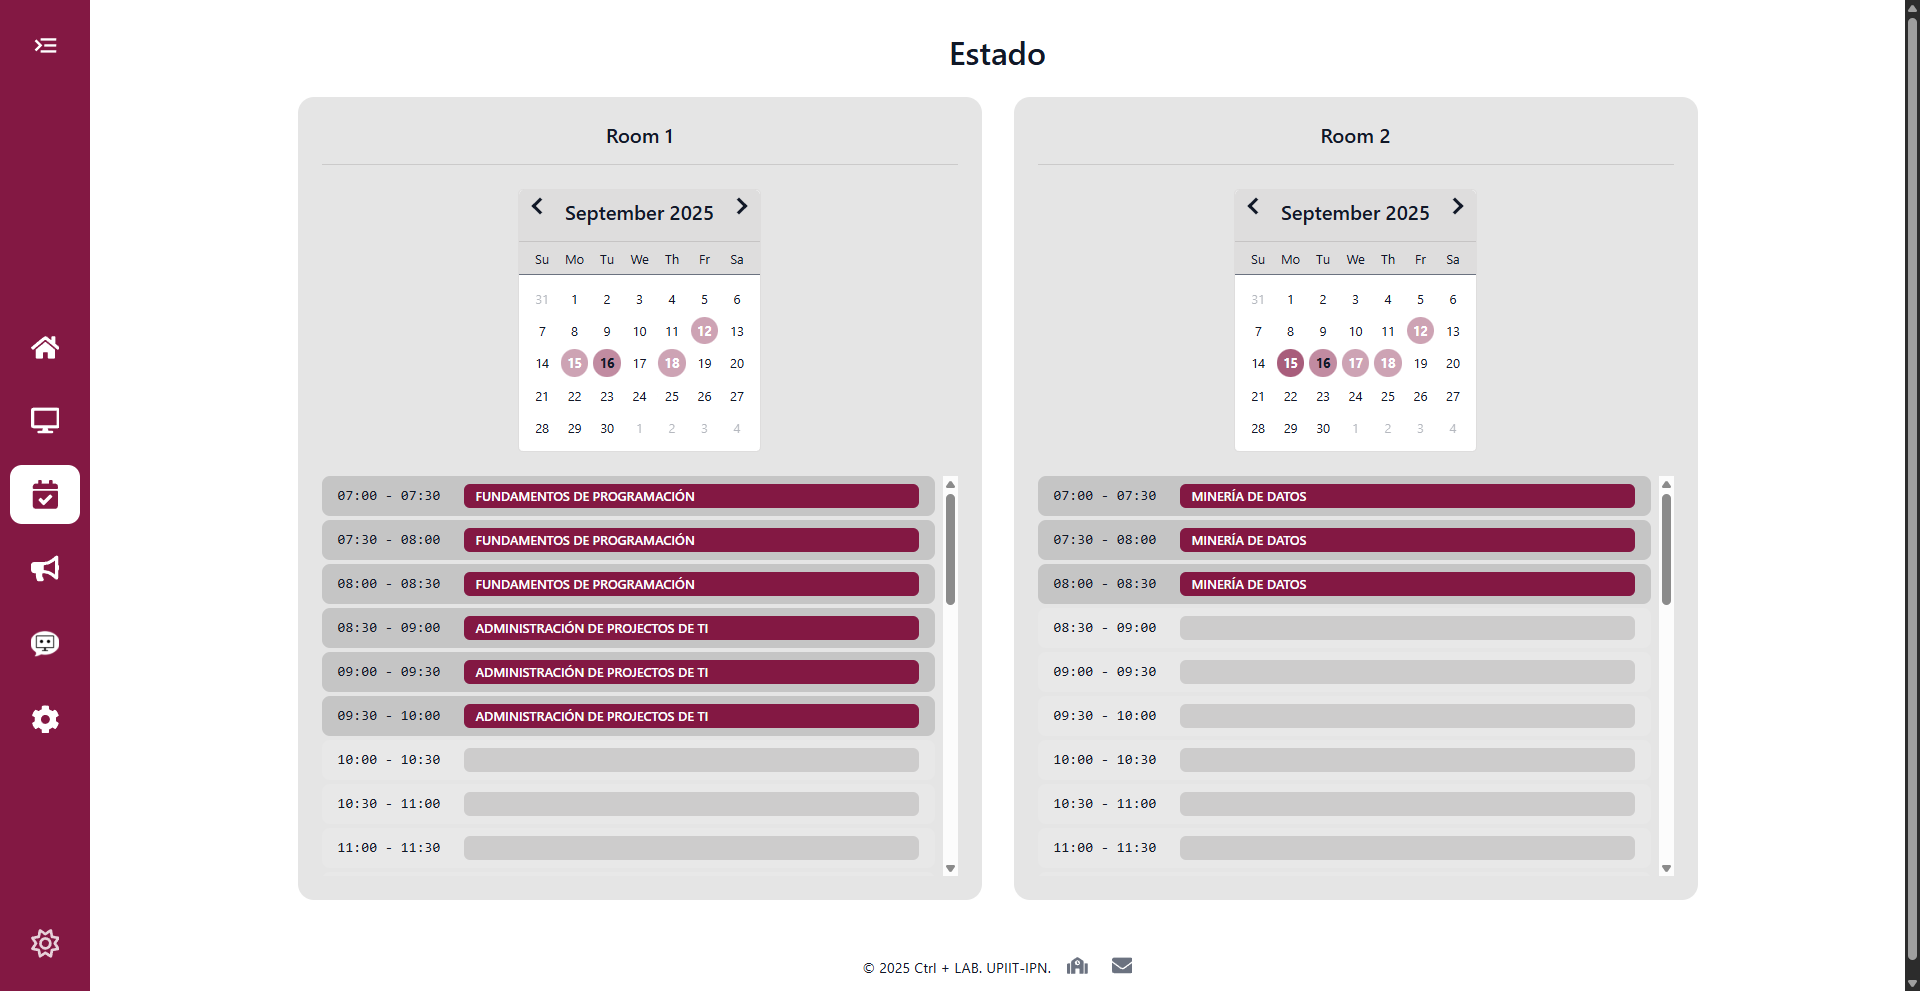 Estado
Room 1
September 2025
Su Mo Tu We Th Fr Sa
31 1 2 3 4 5 6
7 8 9 10 11 12 13
14 15 16 17 18 19 20
21 22 23 24 25 26 27
28 29 30 1 2 3 4
07:00 - 07:30 FUNDAMENTOS DE PROGRAMACIÓN
07:30 - 08:00 FUNDAMENTOS DE PROGRAMACIÓN
08:00 - 08:30 FUNDAMENTOS DE PROGRAMACIÓN
08:30 - 09:00 ADMINISTRACIÓN DE PROJECTOS DE TI
09:00 - 09:30 ADMINISTRACIÓN DE PROJECTOS DE TI
09:30 - 10:00 ADMINISTRACIÓN DE PROJECTOS DE TI
10:00 - 10:30
10:30 - 11:00
11:00 - 11:30
Room 2
September 2025
Su Mo Tu We Th Fr Sa
31 1 2 3 4 5 6
7 8 9 10 11 12 13
14 15 16 17 18 19 20
21 22 23 24 25 26 27
28 29 30 1 2 3 4
07:00 - 07:30 MINERÍA DE DATOS
07:30 - 08:00 MINERÍA DE DATOS
08:00 - 08:30 MINERÍA DE DATOS
08:30 - 09:00
09:00 - 09:30
09:30 - 10:00
10:00 - 10:30
10:30 - 11:00
11:00 - 11:30
© 2025 Ctrl + LAB. UPIIT-IPN.